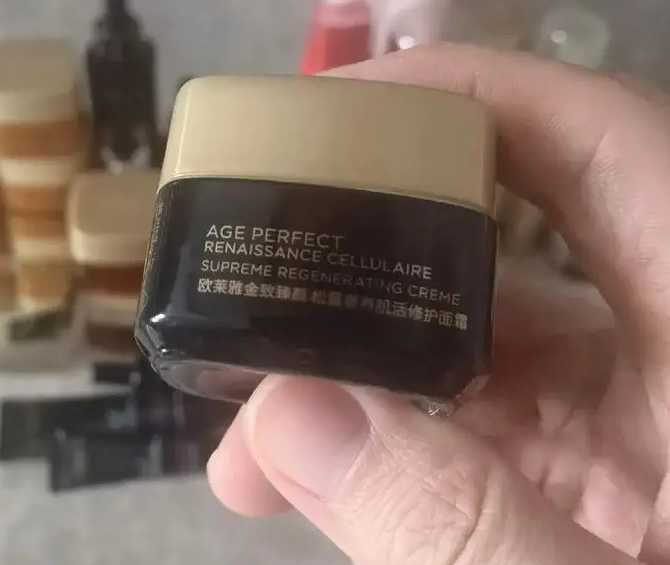 AGE PERFECT
RENAISSANCE CELLULAIRE
SUPREME REGENERATING CREME
欧莱雅金致臻颜 松露奢养肌活修护面霜